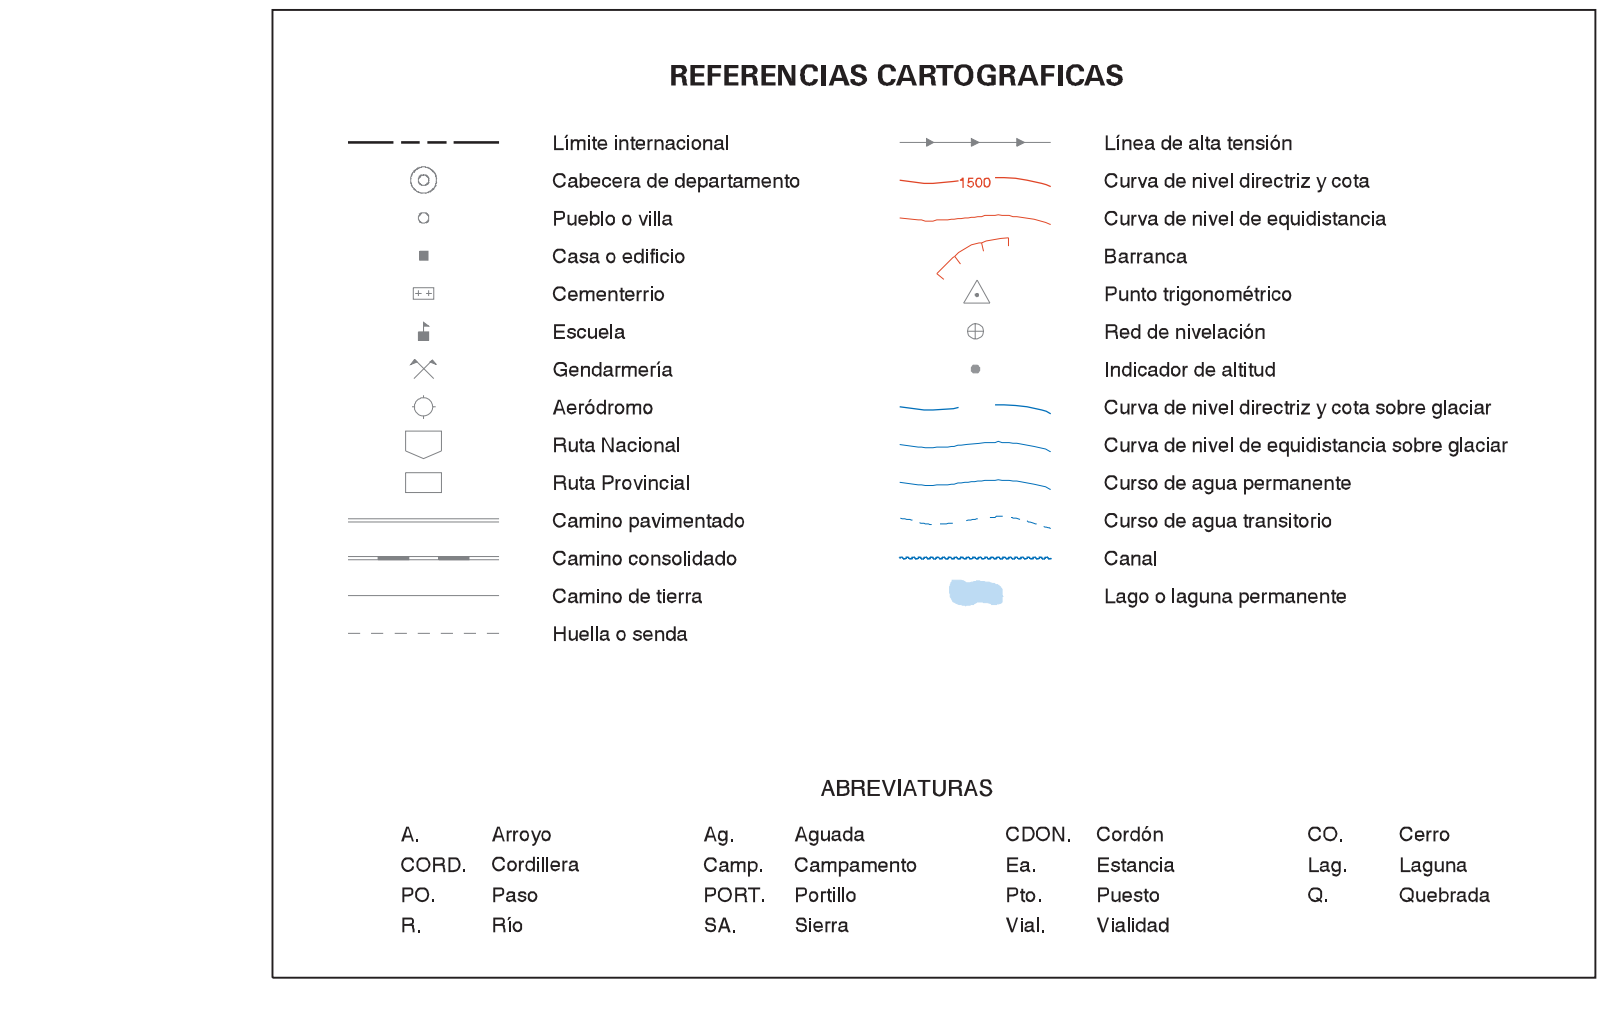 REFERENCIAS CARTOGRAFICAS
Límite internacional
Cabecera de departamento
Pueblo o villa
Casa o edificio
Cementerrio
Escuela
Gendarmería
Aeródromo
Ruta Nacional
Ruta Provincial
Camino pavimentado
Camino consolidado
Camino de tierra
Huella o senda
Línea de alta tensión
1500 Curva de nivel directriz y cota
Curva de nivel de equidistancia
Barranca
Punto trigonométrico
Red de nivelación
Indicador de altitud
Curva de nivel directriz y cota sobre glaciar
Curva de nivel de equidistancia sobre glaciar
Curso de agua permanente
Curso de agua transitorio
Canal
Lago o laguna permanente
ABREVIATURAS
A. Arroyo Ag. Aguada CDON. Cordón CO. Cerro
CORD. Cordillera Camp. Campamento Ea. Estancia Lag. Laguna
PO. Paso PORT. Portillo Pto. Puesto Q. Quebrada
R. Río SA. Sierra Vial. Vialidad